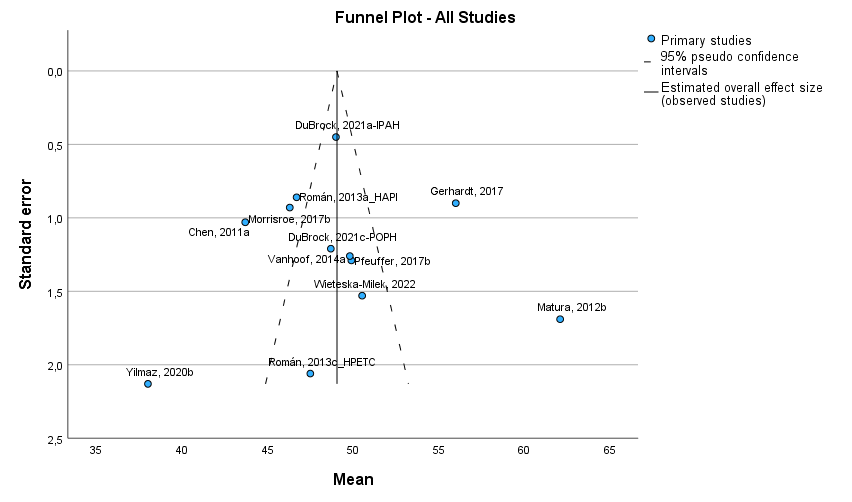 Funnel Plot - All Studies
Primary studies
95% pseudo confidence
intervals
Estimated overall effect size
(observed studies)
Standard error
0,0
0,5
1,0
1,5
2,0
2,5
DuBrock, 2021a-IPAH
Gerhardt, 2017
Román, 2013a_HAPI
Morrisroe, 2017b
Chen, 2011a
DuBrock, 2021c-POPH
Vanhoof, 2014a
Pfeuffer, 2017b
Wieteska-Milek, 2022
Matura, 2012b
Román, 2013c_HPETC
Yilmaz, 2020b
35
40
45
50
55
60
65
Mean